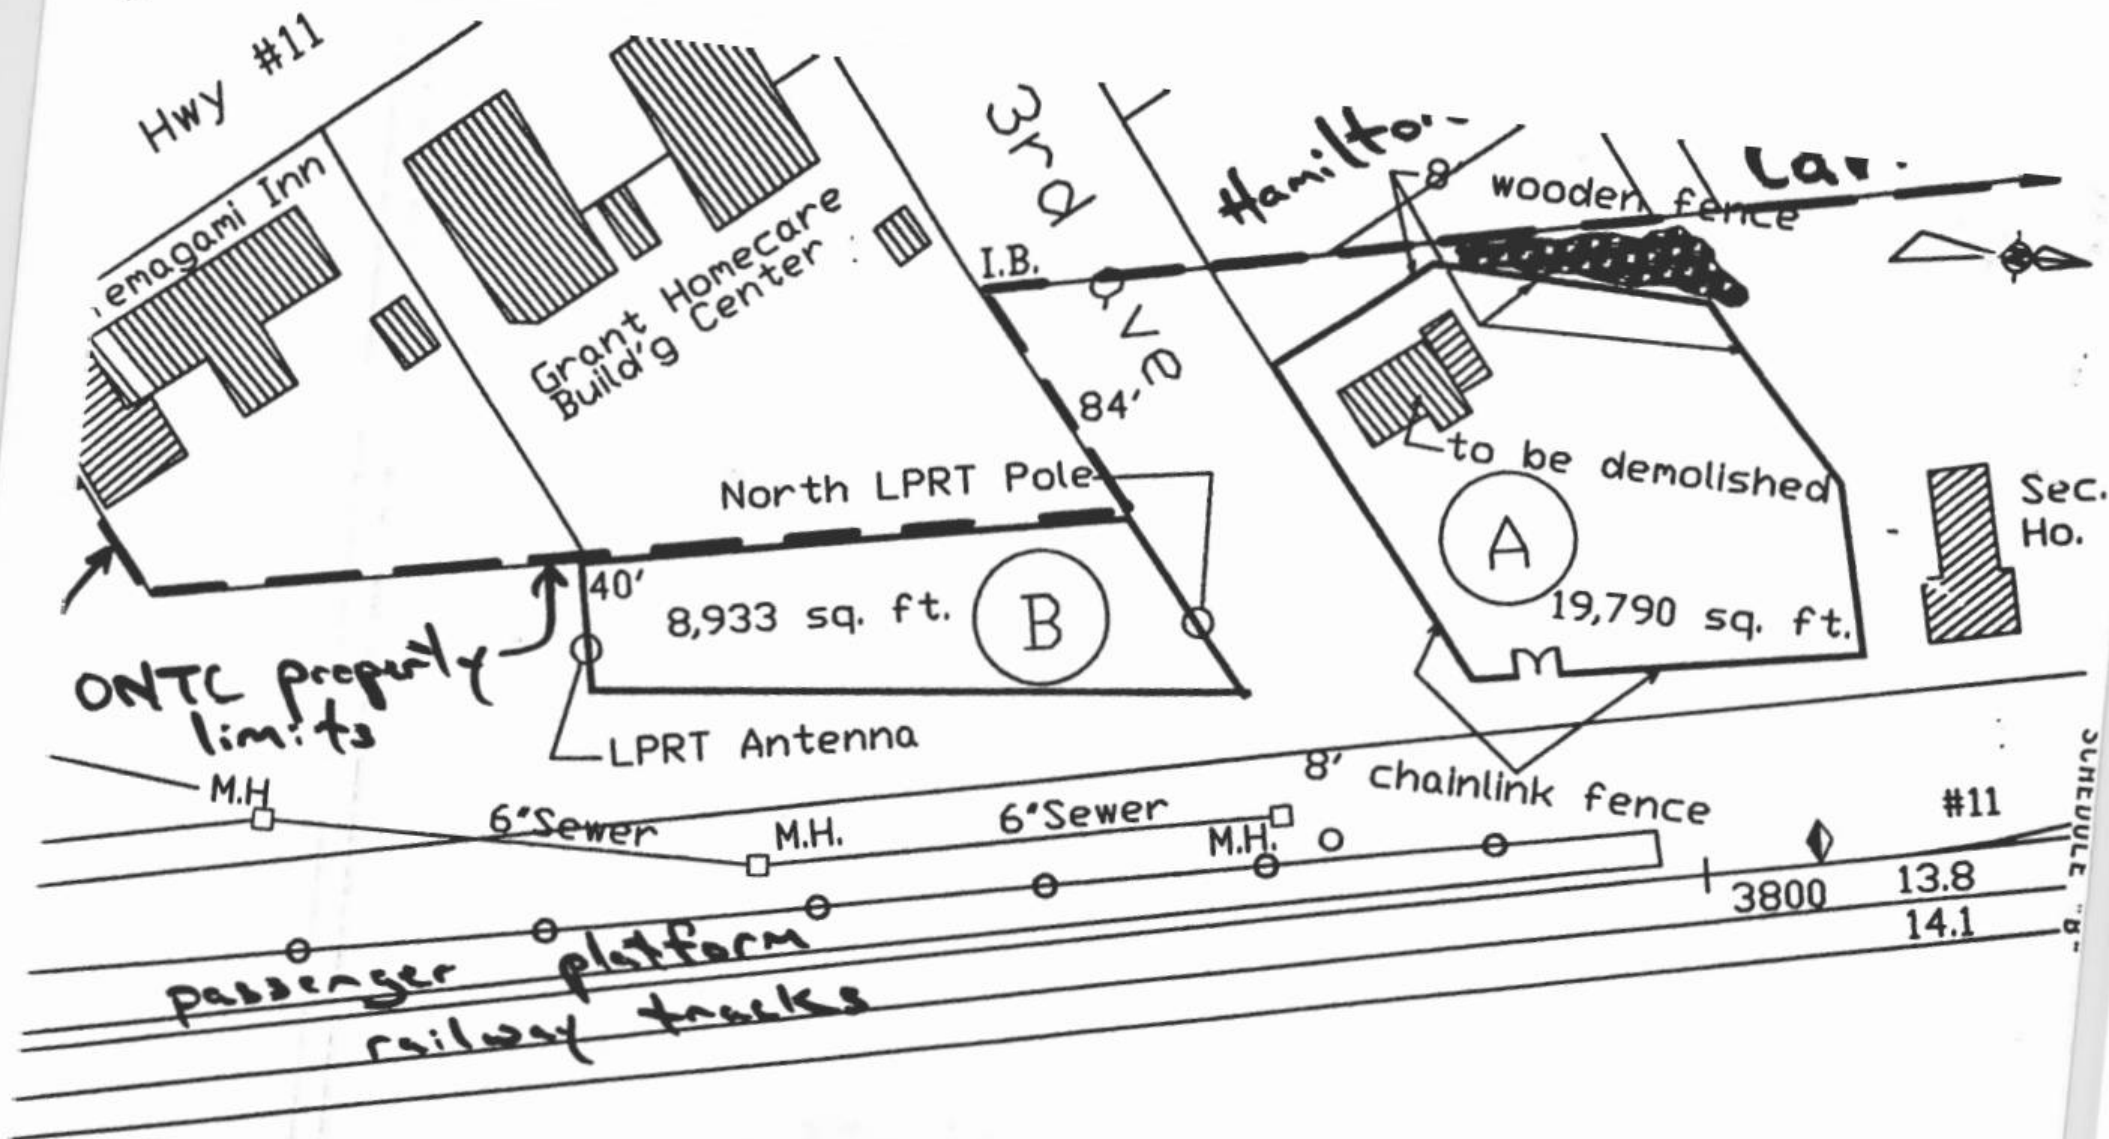 Hwy #11
emagami Inn
Grant Homecare
Build'g Center
3rd Ave
Hamilton
8'
wooden fence
I.B.
84'
North LPRT Pole
to be demolished
A
19,790 sq. ft.
Sec.
Ho.
40'
8,933 sq. ft.
B
ONTC property
limits
LPRT Antenna
8' chainlink fence
M.H
6"Sewer
M.H.
6"Sewer
M.H.
#11
3800
13.8
14.1
SCHEDULE "B"
passenger platform
railway tracks